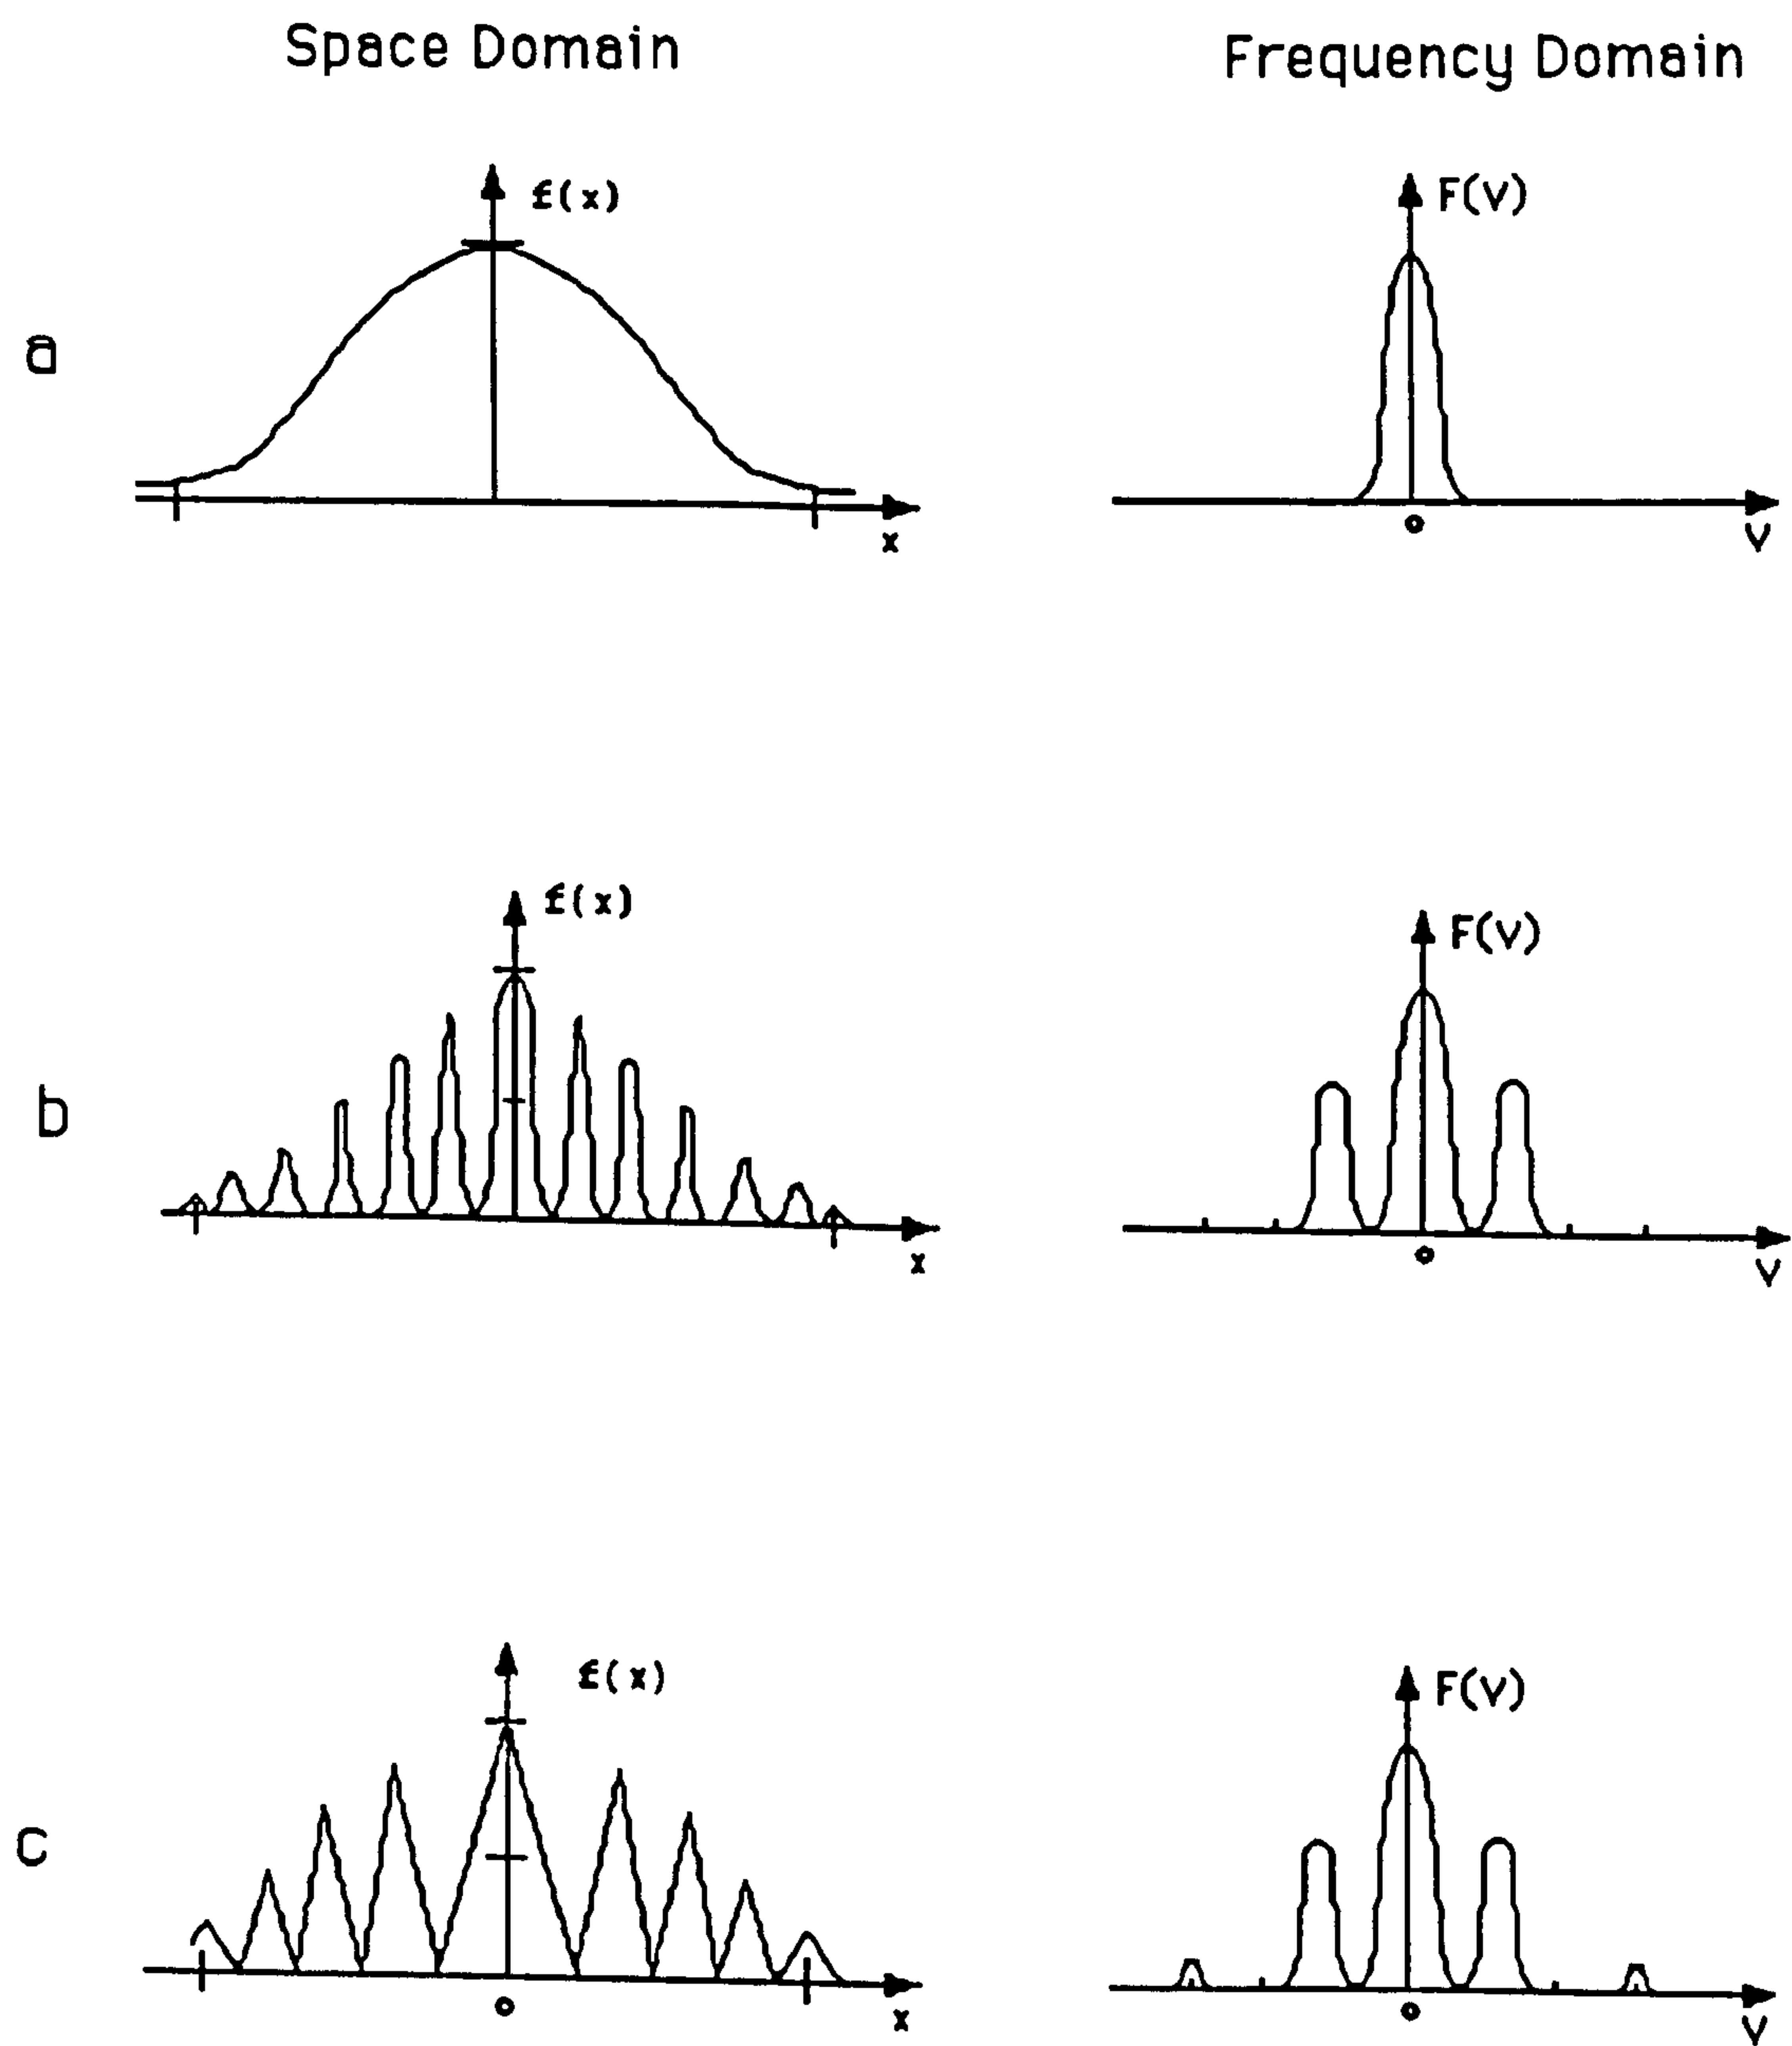 Space Domain
Frequency Domain
a
f(x)
x
F(V)
o
V
b
f(x)
x
F(V)
o
V
c
f(x)
o
x
F(V)
o
V